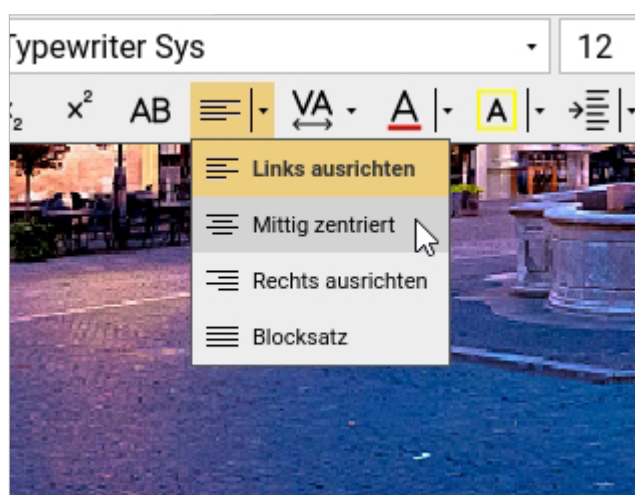 Typewriter Sys
12
x² AB VA A A
Links ausrichten
Mittig zentriert
Rechts ausrichten
Blocksatz